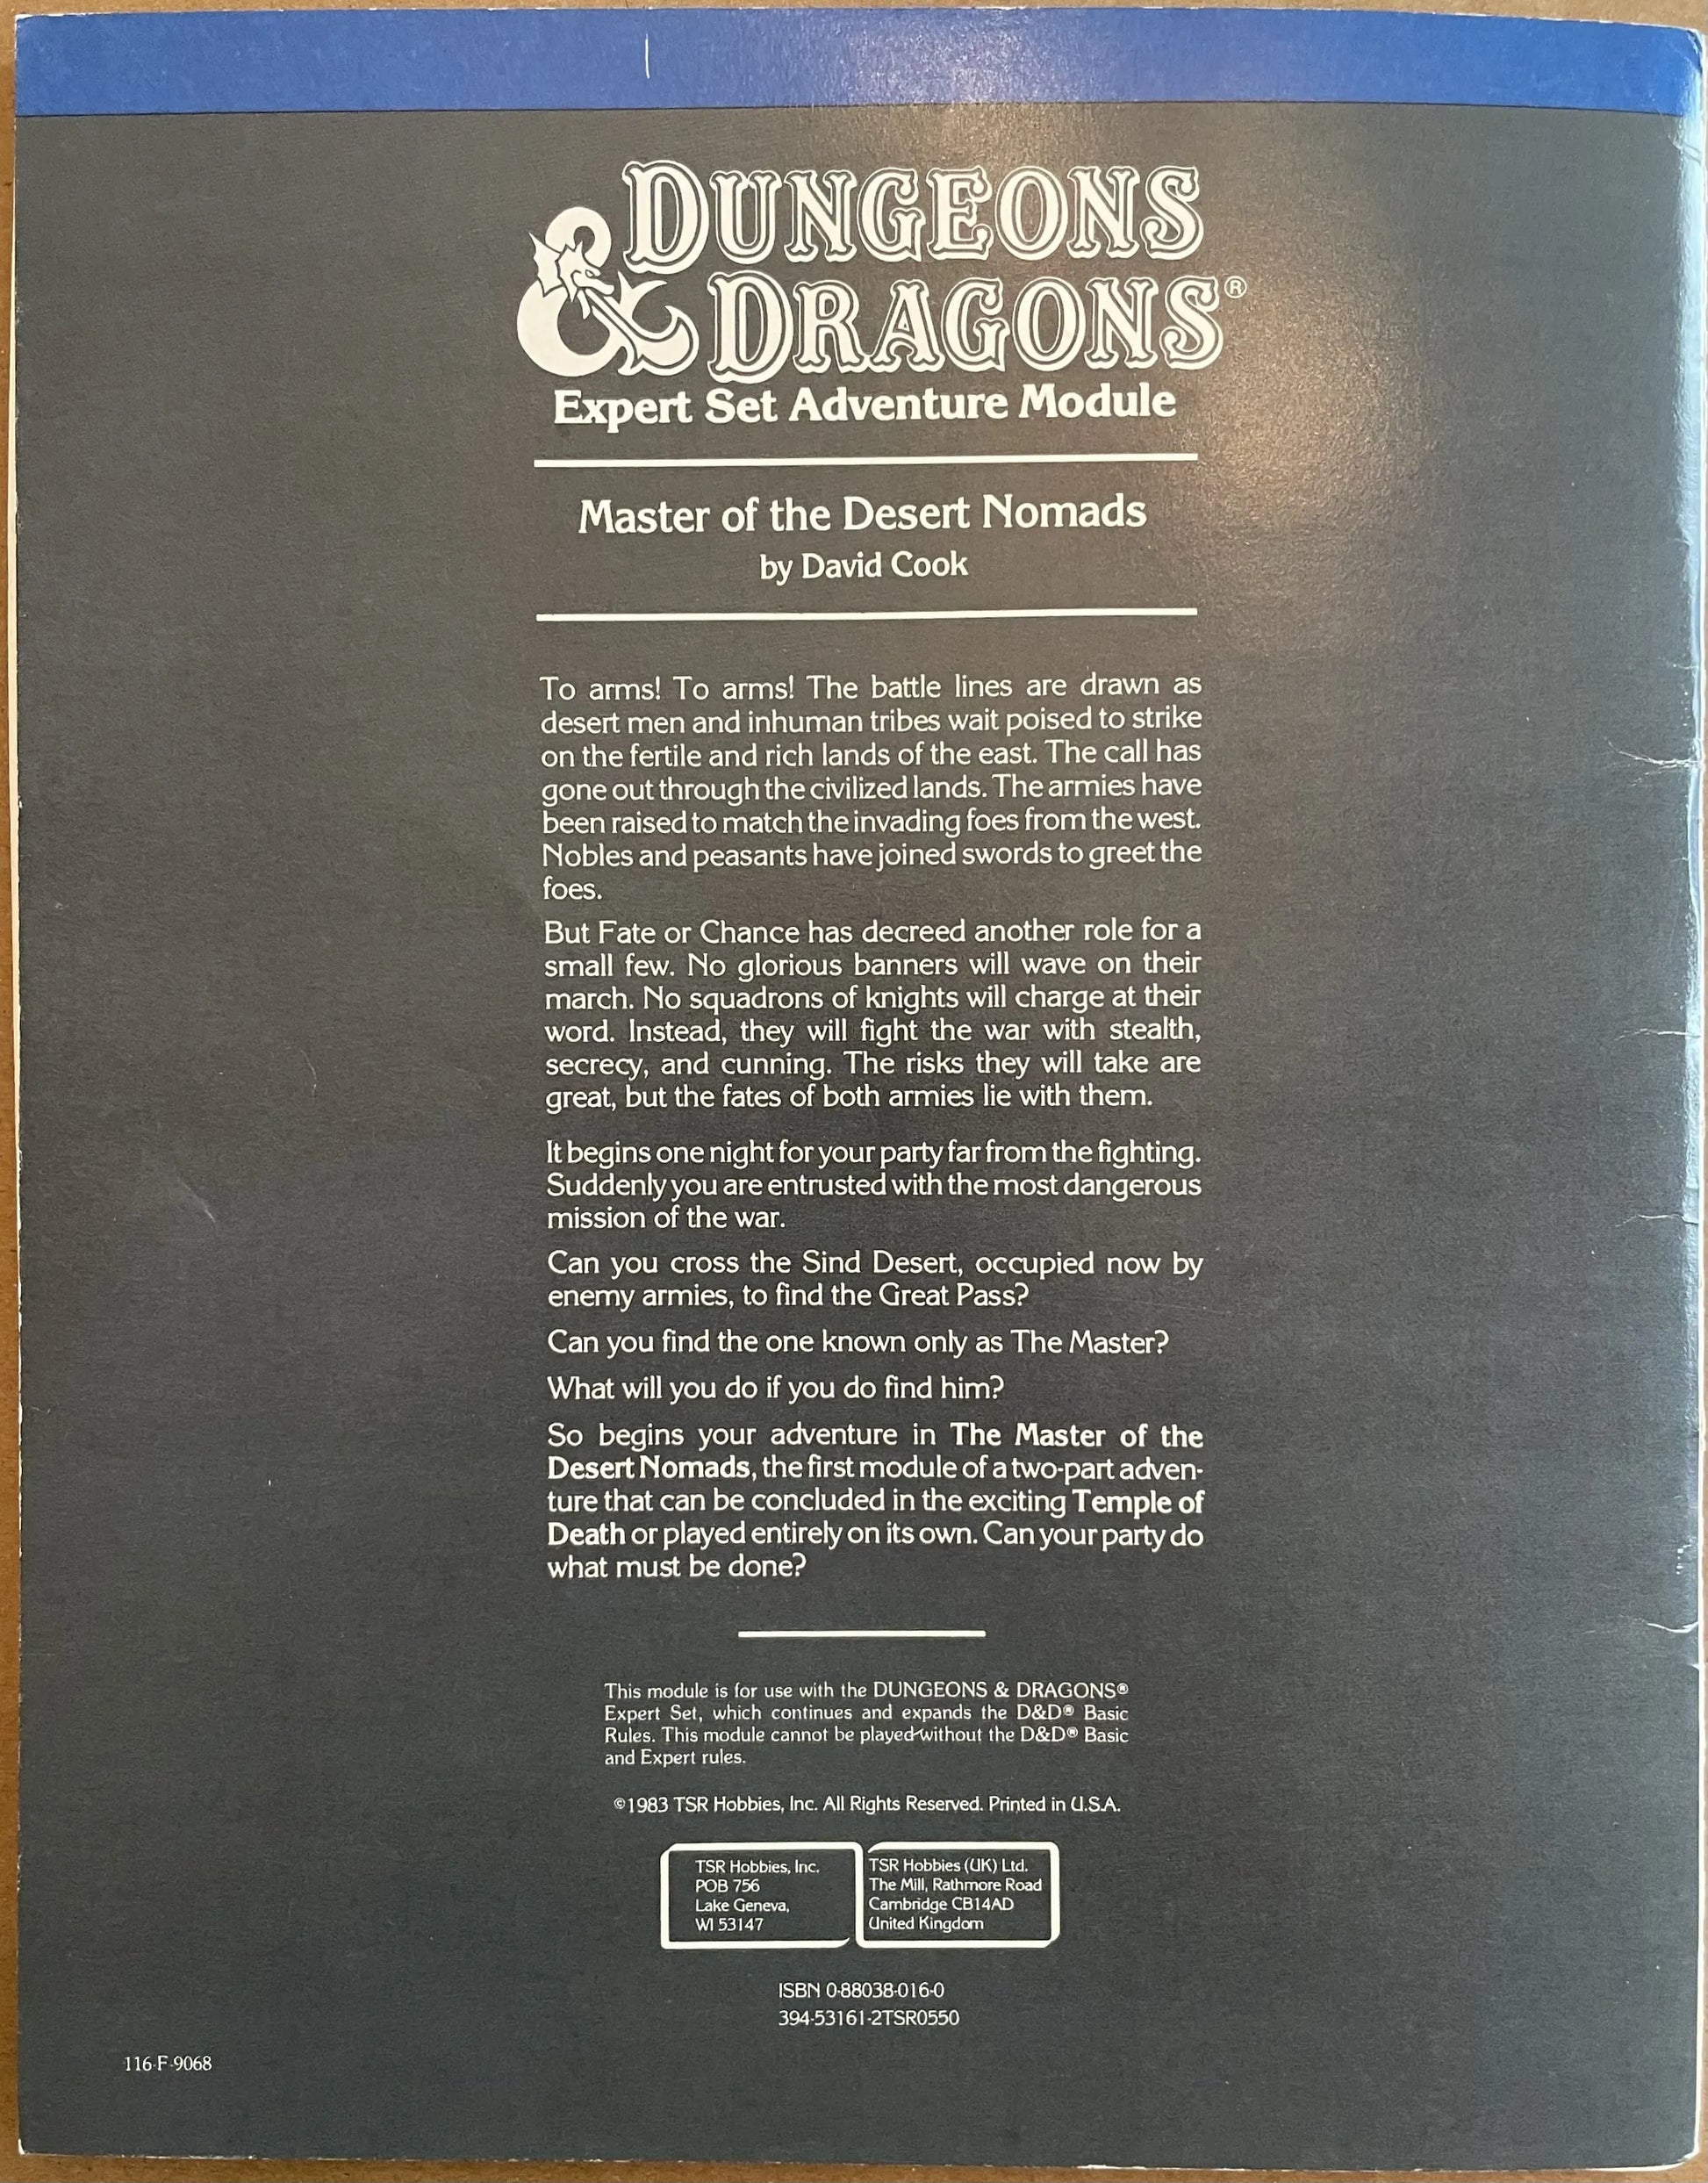 DUNGEONS
& DRAGONS®
Expert Set Adventure Module
Master of the Desert Nomads
by David Cook
To arms! To arms! The battle lines are drawn as
desert men and inhuman tribes wait poised to strike
on the fertile and rich lands of the east. The call has
gone out through the civilized lands. The armies have
been raised to match the invading foes from the west.
Nobles and peasants have joined swords to greet the
foes.
But Fate or Chance has decreed another role for a
small few. No glorious banners will wave on their
march. No squadrons of knights will charge at their
word. Instead, they will fight the war with stealth,
secrecy, and cunning. The risks they will take are
great, but the fates of both armies lie with them.
It begins one night for your party far from the fighting.
Suddenly you are entrusted with the most dangerous
mission of the war.
Can you cross the Sind Desert, occupied now by
enemy armies, to find the Great Pass?
Can you find the one known only as The Master?
What will you do if you do find him?
So begins your adventure in The Master of the
Desert Nomads, the first module of a two-part adven-
ture that can be concluded in the exciting Temple of
Death or played entirely on its own. Can your party do
what must be done?
This module is for use with the DUNGEONS & DRAGONS®
Expert Set, which continues and expands the D&D® Basic
Rules. This module cannot be played without the D&D® Basic
and Expert rules.
©1983 TSR Hobbies, Inc. All Rights Reserved. Printed in U.S.A.
TSR Hobbies, Inc.
POB 756
Lake Geneva,
WI 53147
TSR Hobbies (UK) Ltd.
The Mill, Rathmore Road
Cambridge CB14AD
United Kingdom
ISBN 0-88038-016-0
394-53161-2TSR0550
116-F-9068